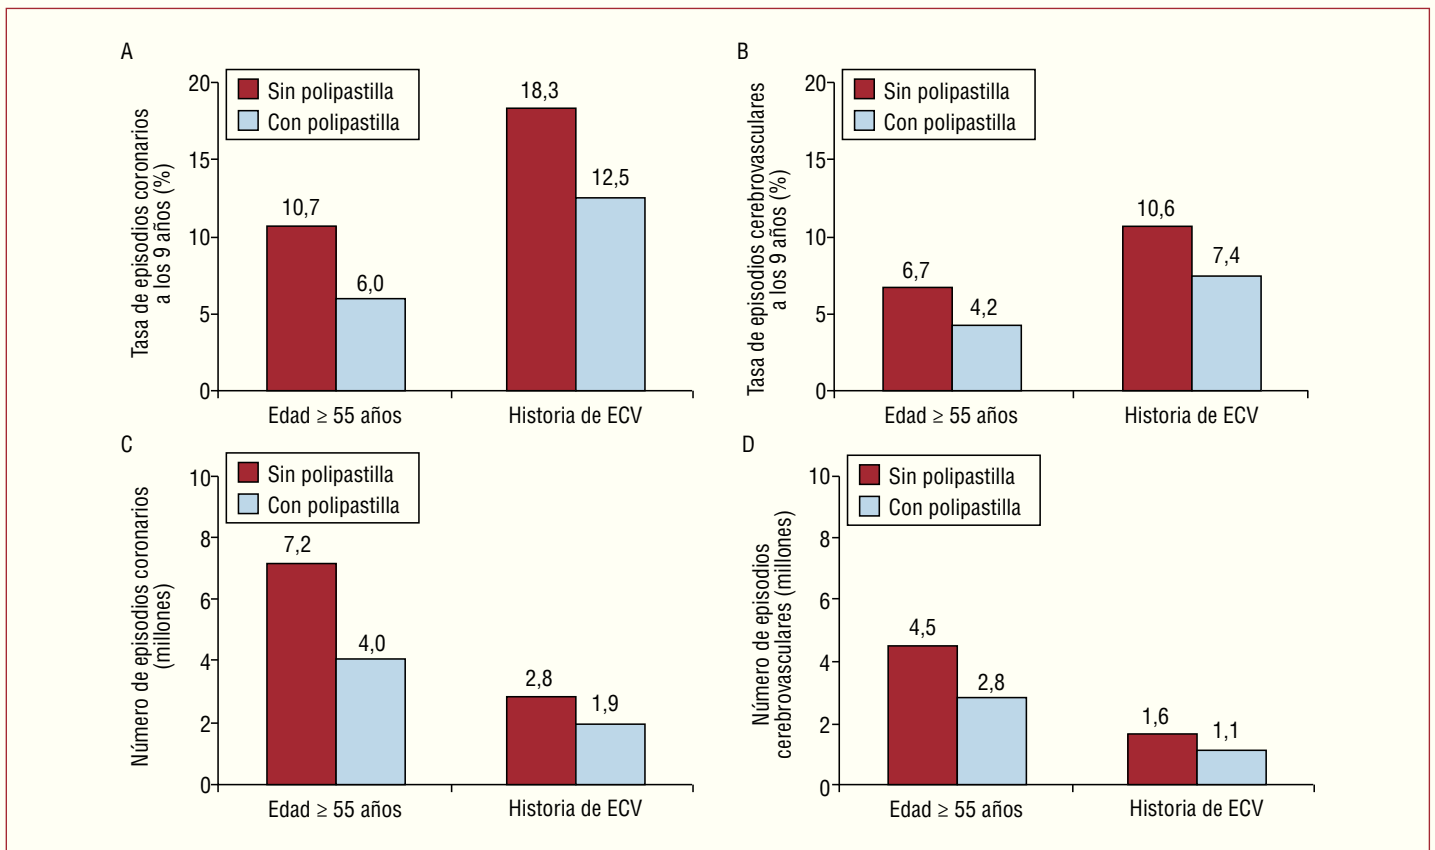 A
Tasa de episodios coronarios
a los 9 años (%)
20
15
10
5
0
Sin polipastilla
Con polipastilla
10,7
6,0
18,3
12,5
Edad ≥ 55 años
Historia de ECV
B
Tasa de episodios cerebrovasculares
a los 9 años (%)
20
15
10
5
0
Sin polipastilla
Con polipastilla
6,7
4,2
10,6
7,4
Edad ≥ 55 años
Historia de ECV
C
Número de episodios coronarios
(millones)
10
8
6
4
2
0
Sin polipastilla
Con polipastilla
7,2
4,0
2,8
1,9
Edad ≥ 55 años
Historia de ECV
D
Número de episodios
cerebrovasculares (millones)
10
8
6
4
2
0
Sin polipastilla
Con polipastilla
4,5
2,8
1,6
1,1
Edad ≥ 55 años
Historia de ECV